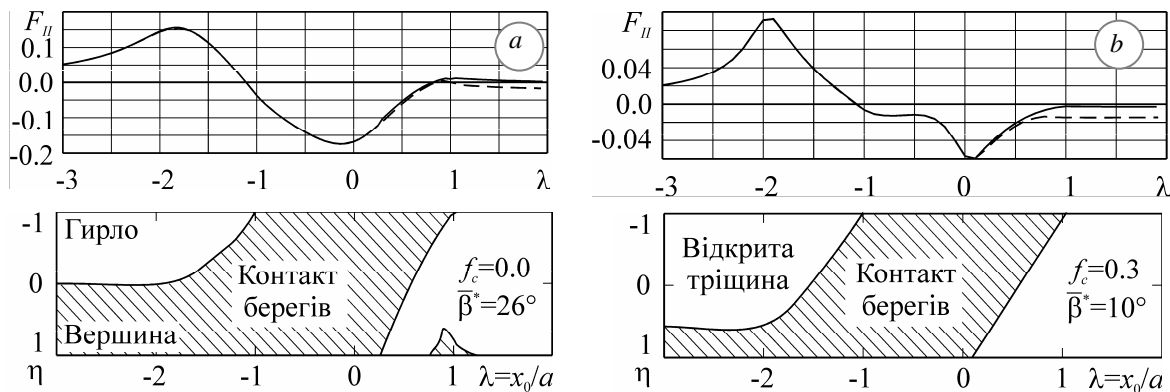 F_II
a
0.1
0.0
-0.1
-0.2
-3 -2 -1 0 1 λ
-1
0
1
η
Гирло
Контакт
берегів
Вершина
f_c=0.0
β̅*=26°
-2 -1 0 1 λ=x₀/a
F_II
b
0.04
0.0
-0.04
-3 -2 -1 0 1 λ
-1
0
1
η
Відкрита
тріщина
Контакт
берегів
f_c=0.3
β̅*=10°
-2 -1 0 1 λ=x₀/a